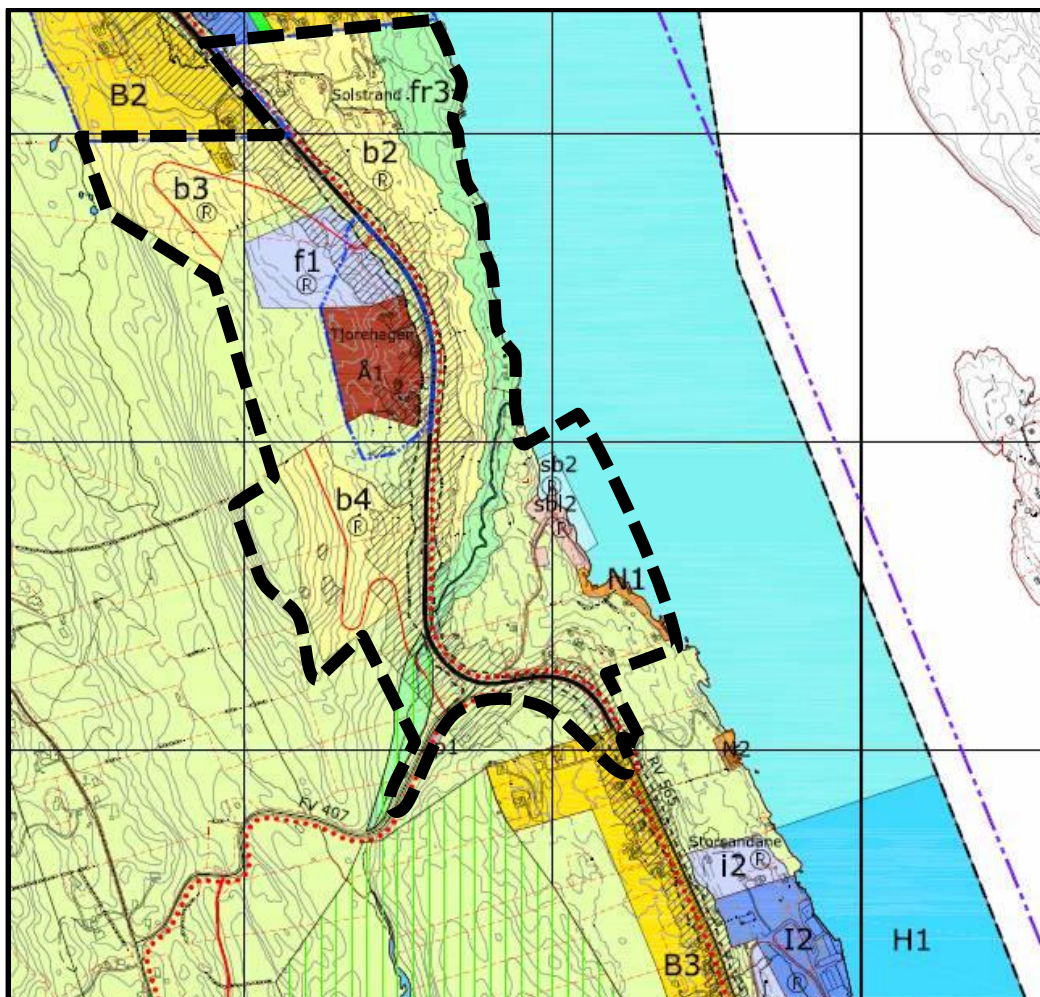 B2
Solstrand
fr3
b2
R
b3
R
f1
R
Tjorehagen
Å1
b4
R
sb2
R
sbl2
R
N1
N2
FV 407
RV 565
Storsandane
i2
R
I2
R
H1
B3